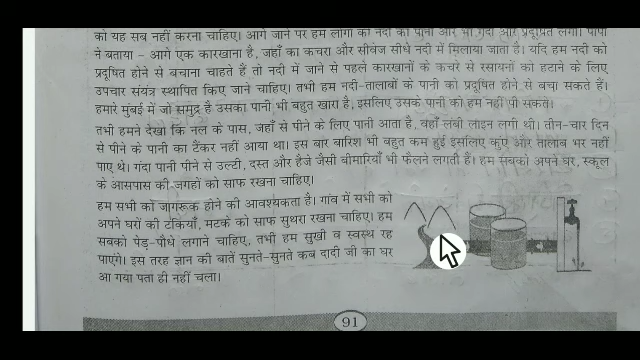 को यह सब नहीं करना चाहिए। आगे जाने पर हम लोगों को नदी का पानी और भी गंदा और प्रदूषित लगा। पापा
ने बताया - आगे एक कारखाना है, जहाँ का कचरा और सीवेज सीधे नदी में मिलाया जाता है। यदि हम नदी को
प्रदूषित होने से बचाना चाहते हैं तो नदी में जाने से पहले कारखानों के कचरे से रसायनों को हटाने के लिए
उपचार संयंत्र स्थापित किए जाने चाहिए। तभी हम नदी-तालाबों के पानी को प्रदूषित होने से बचा सकते हैं।
हमारे मुंबई में जो समुद्र है उसका पानी भी बहुत खारा है, इसलिए उसके पानी को हम नहीं पी सकते।
तभी हमने देखा कि नल के पास, जहाँ से पीने के लिए पानी आता है, वहाँ लंबी लाइन लगी थी। तीन-चार दिन
से पीने के पानी का टैंकर नहीं आया था। इस बार बारिश भी बहुत कम हुई इसलिए कुएं और तालाब भर नहीं
पाए थे। गंदा पानी पीने से उल्टी, दस्त और हैजे जैसी बीमारियाँ भी फैलने लगती हैं। हम सबको अपने घर, स्कूल
के आसपास की जगहों को साफ रखना चाहिए।
हम सभी को जागरूक होने की आवश्यकता है। गांव में सभी को
अपने घरों की टंकियाँ, मटके को साफ सुथरा रखना चाहिए। हम
सबको पेड़-पौधे लगाने चाहिए, तभी हम सुखी व स्वस्थ रह
पाएंगे। इस तरह ज्ञान की बातें सुनते-सुनते कब दादी जी का घर
आ गया पता ही नहीं चला।
91